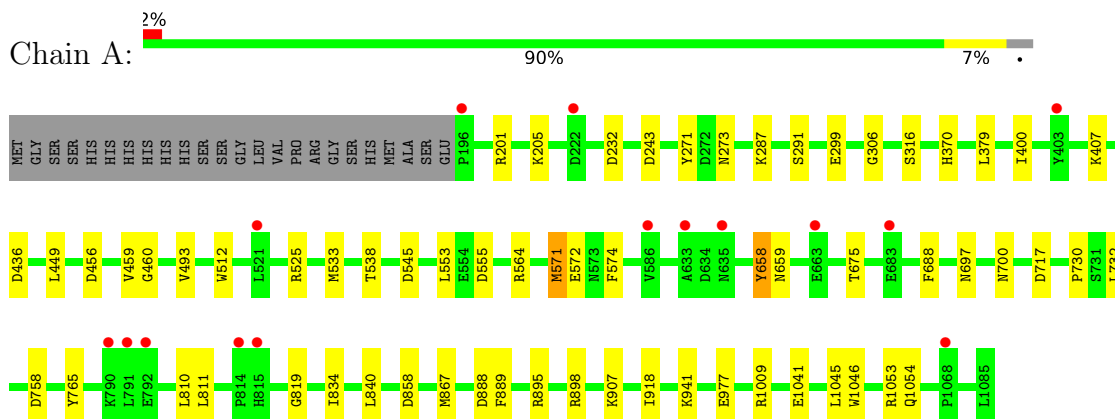 2%
Chain A:
90% 7% •
MET GLY SER SER HIS HIS HIS HIS HIS HIS SER SER GLY LEU VAL PRO ARG GLY SER HIS MET ALA SER GLU P196 R201 K205 D222 D232 D243 Y271 D272 N273 K287 S291 E299 G306 S316 H370 L379 I400 Y403 K407
D436 L449 D456 V459 G460 V493 W512 L521 R525 M533 T538 D545 L553 E554 D555 R564 M571 E572 N573 F574 V586 A633 D634 N635 Y658 N659 E663 T675 E683 F688 N697 N700 D717 P730 S731 L732
D758 Y765 K790 L791 E792 L810 L811 P814 H815 G819 I834 L840 D858 M867 D888 F889 R895 R898 K907 I918 K941 E977 R1009 E1041 L1045 W1046 R1053 Q1054 P1068 L1085